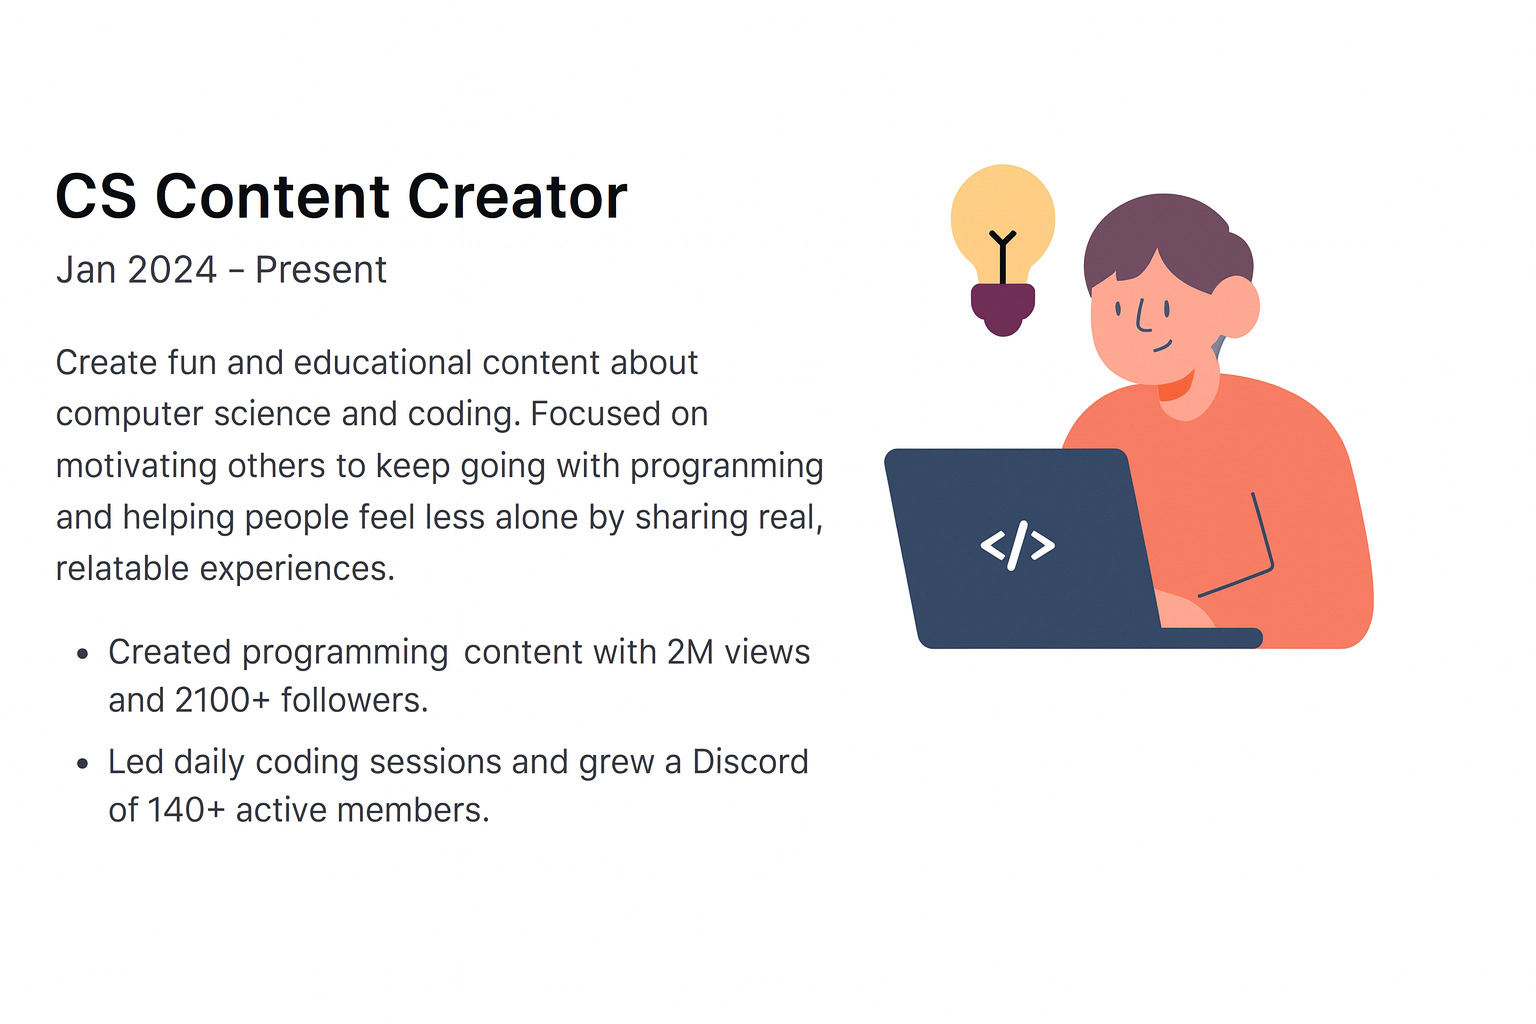 CS Content Creator
Jan 2024 – Present
Create fun and educational content about
computer science and coding. Focused on
motivating others to keep going with progranming
and helping people feel less alone by sharing real,
relatable experiences.
• Created programming content with 2M views
and 2100+ followers.
• Led daily coding sessions and grew a Discord
of 140+ active members.
</>